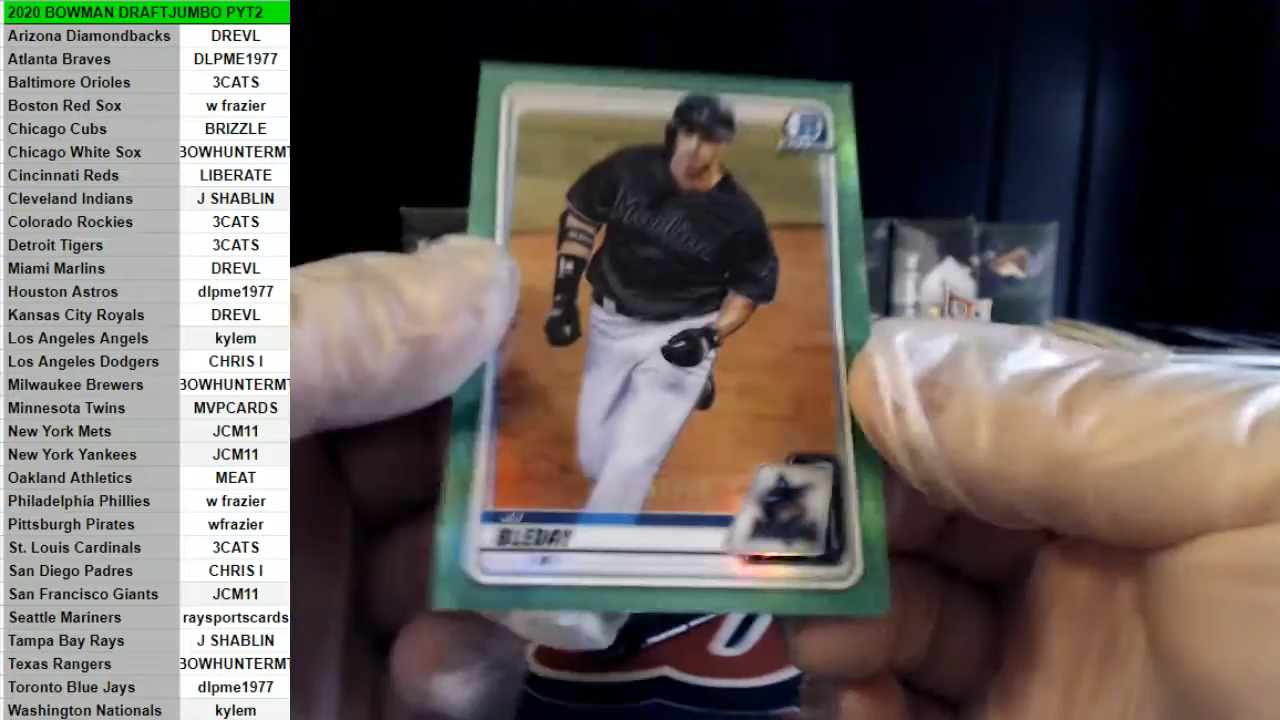 2020 BOWMAN DRAFTJUMBO PYT2
Arizona Diamondbacks DREVL
Atlanta Braves DLPME1977
Baltimore Orioles 3CATS
Boston Red Sox w frazier
Chicago Cubs BRIZZLE
Chicago White Sox BOWHUNTERMT
Cincinnati Reds LIBERATE
Cleveland Indians J SHABLIN
Colorado Rockies 3CATS
Detroit Tigers 3CATS
Miami Marlins DREVL
Houston Astros dlpme1977
Kansas City Royals DREVL
Los Angeles Angels kylem
Los Angeles Dodgers CHRIS I
Milwaukee Brewers BOWHUNTERMT
Minnesota Twins MVPCARDS
New York Mets JCM11
New York Yankees JCM11
Oakland Athletics MEAT
Philadelphia Phillies w frazier
Pittsburgh Pirates wfrazier
St. Louis Cardinals 3CATS
San Diego Padres CHRIS I
San Francisco Giants JCM11
Seattle Mariners raysportscards
Tampa Bay Rays J SHABLIN
Texas Rangers BOWHUNTERMT
Toronto Blue Jays dlpme1977
Washington Nationals kylem
Marlins
JJ
BLEDAY